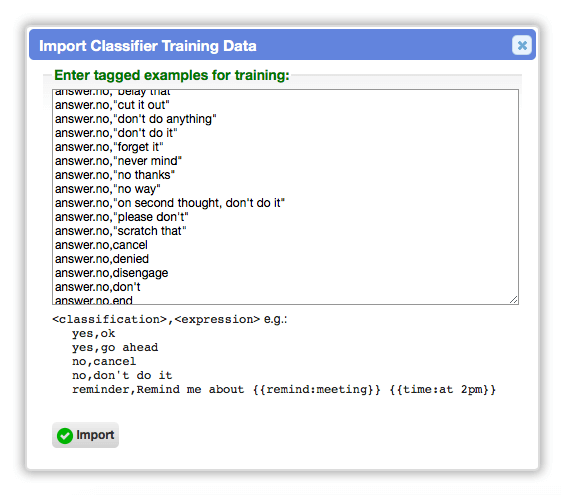 Import Classifier Training Data
Enter tagged examples for training:
answer.no,"belay that"
answer.no,"cut it out"
answer.no,"don't do anything"
answer.no,"don't do it"
answer.no,"forget it"
answer.no,"never mind"
answer.no,"no thanks"
answer.no,"no way"
answer.no,"on second thought, don't do it"
answer.no,"please don't"
answer.no,"scratch that"
answer.no,cancel
answer.no,denied
answer.no,disengage
answer.no,don't
answer.no,end
<classification>,<expression> e.g.:
yes,ok
yes,go ahead
no,cancel
no,don't do it
reminder,Remind me about {{remind:meeting}} {{time:at 2pm}}
Import